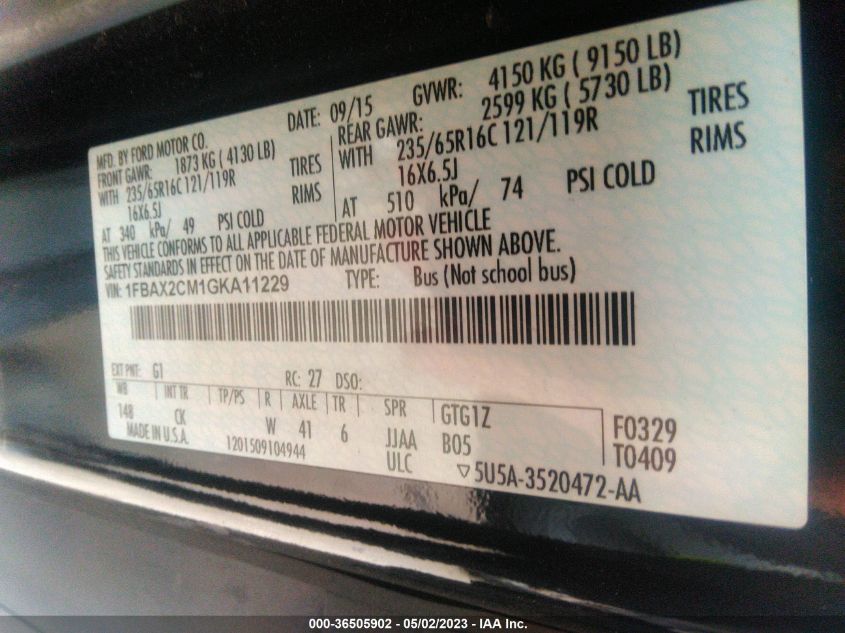 MFD. BY FORD MOTOR CO.
DATE: 09/15
GVWR: 4150 KG ( 9150 LB)
FRONT GAWR: 1873 KG ( 4130 LB)
REAR GAWR: 2599 KG ( 5730 LB)
WITH 235/65R16C 121/119R TIRES
WITH 235/65R16C 121/119R TIRES
16X6.5J RIMS
16X6.5J RIMS
AT 340 kPa/ 49 PSI COLD
AT 510 kPa/ 74 PSI COLD
THIS VEHICLE CONFORMS TO ALL APPLICABLE FEDERAL MOTOR VEHICLE
SAFETY STANDARDS IN EFFECT ON THE DATE OF MANUFACTURE SHOWN ABOVE.
VIN: 1FBAX2CM1GKA11229
TYPE: Bus (Not school bus)
EXT PNT: G1 RC: 27 DSO:
WB INT TR TP/PS R AXLE TR SPR
148 CK W 41 6 JJAA
GTG1Z
B05
F0329
T0409
MADE IN U.S.A. 1201509104944 ULC ▽5U5A-3520472-AA
000-36505902 - 05/02/2023 - IAA Inc.